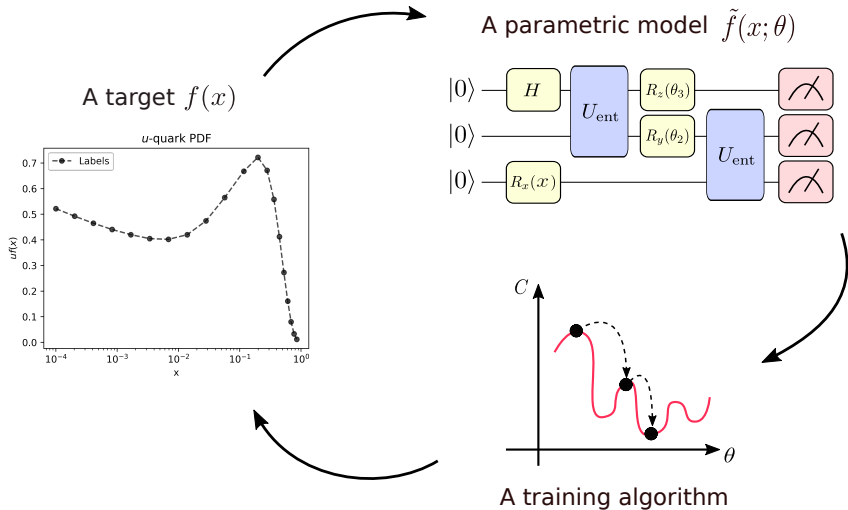 A parametric model f̃(x; θ)
A target f(x)
|0⟩ H U_ent R_z(θ₃)
|0⟩ R_y(θ₂) U_ent
|0⟩ R_x(x)
u-quark PDF
Labels
uf(x)
0.7
0.6
0.5
0.4
0.3
0.2
0.1
0.0
10⁻⁴ 10⁻³ 10⁻² 10⁻¹ 10⁰
x
C
θ
A training algorithm